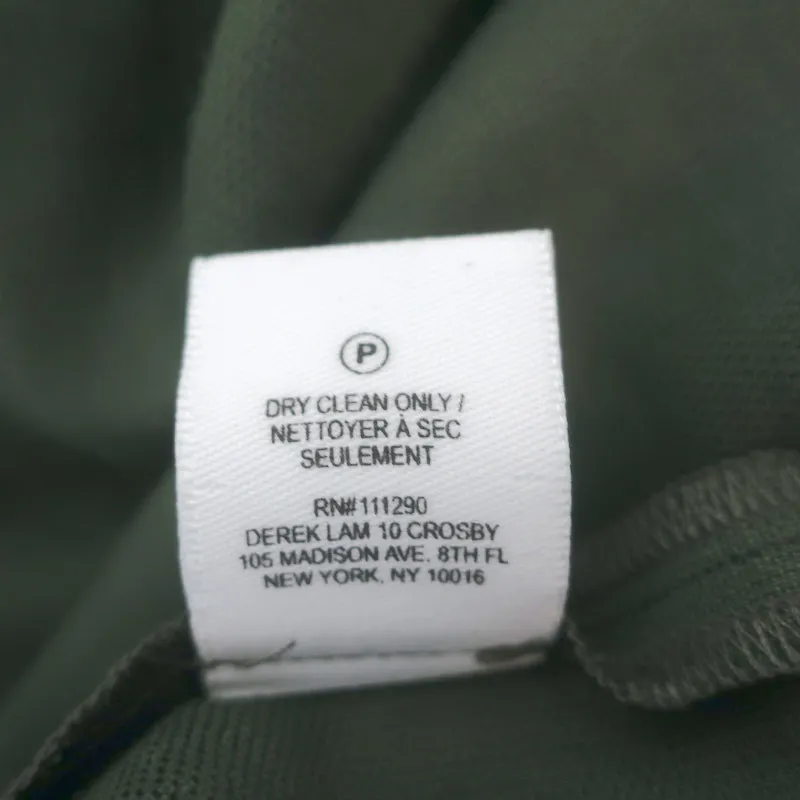 P
DRY CLEAN ONLY /
NETTOYER À SEC
SEULEMENT
RN#111290
DEREK LAM 10 CROSBY
105 MADISON AVE. 8TH FL
NEW YORK, NY 10016